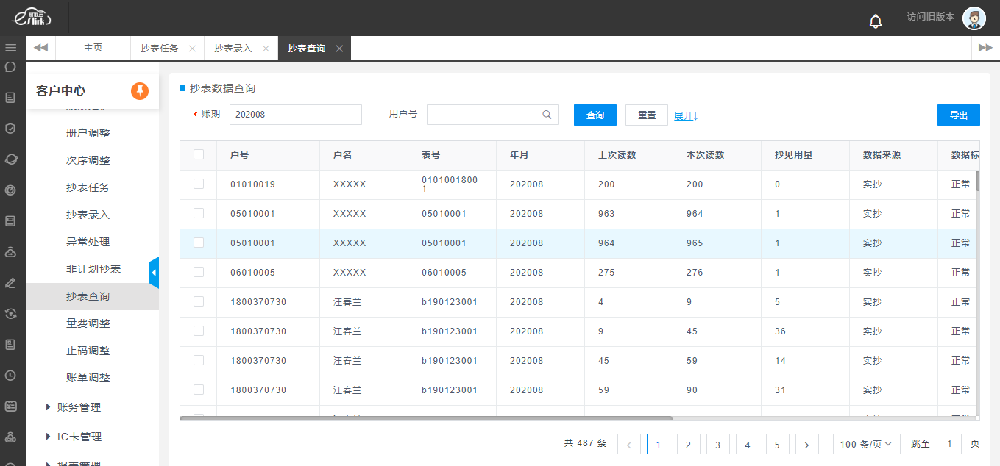 eslink
访问旧版本
主页 抄表任务 抄表录入 抄表查询
客户中心
册户调整
次序调整
抄表任务
抄表录入
异常处理
非计划抄表
抄表查询
量费调整
止码调整
账单调整
账务管理
IC卡管理
报表管理
抄表数据查询
* 账期 202008 用户号 查询 重置 展开↓ 导出
户号 户名 表号 年月 上次读数 本次读数 抄见用量 数据来源 数据标
01010019 XXXXX 01010018001 202008 200 200 0 实抄 正常
05010001 XXXXX 05010001 202008 963 964 1 实抄 正常
05010001 XXXXX 05010001 202008 964 965 1 实抄 正常
06010005 XXXXX 06010005 202008 275 276 1 实抄 正常
1800370730 汪春兰 b190123001 202008 4 9 5 实抄 正常
1800370730 汪春兰 b190123001 202008 9 45 36 实抄 正常
1800370730 汪春兰 b190123001 202008 45 59 14 实抄 正常
1800370730 汪春兰 b190123001 202008 59 90 31 实抄 正常
共 487 条 < 1 2 3 4 5 > 100 条/页 跳至 1 页